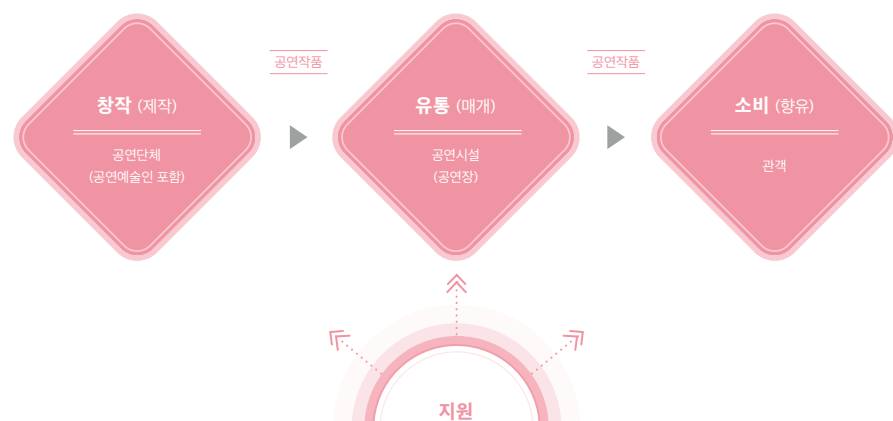 공연작품
공연작품
창작 (제작)
공연단체
(공연예술인 포함)
유통 (매개)
공연시설
(공연장)
소비 (향유)
관객
지원